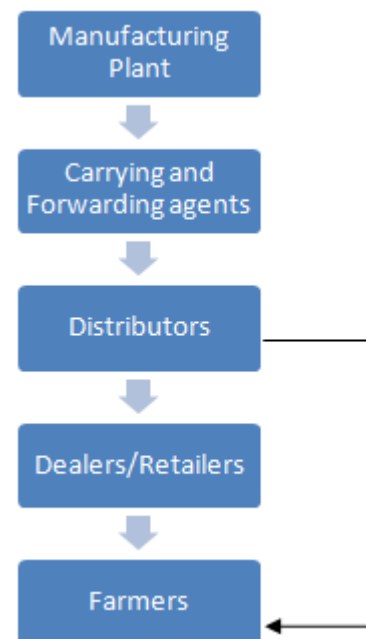 Manufacturing
Plant
Carrying and
Forwarding agents
Distributors
Dealers/Retailers
Farmers